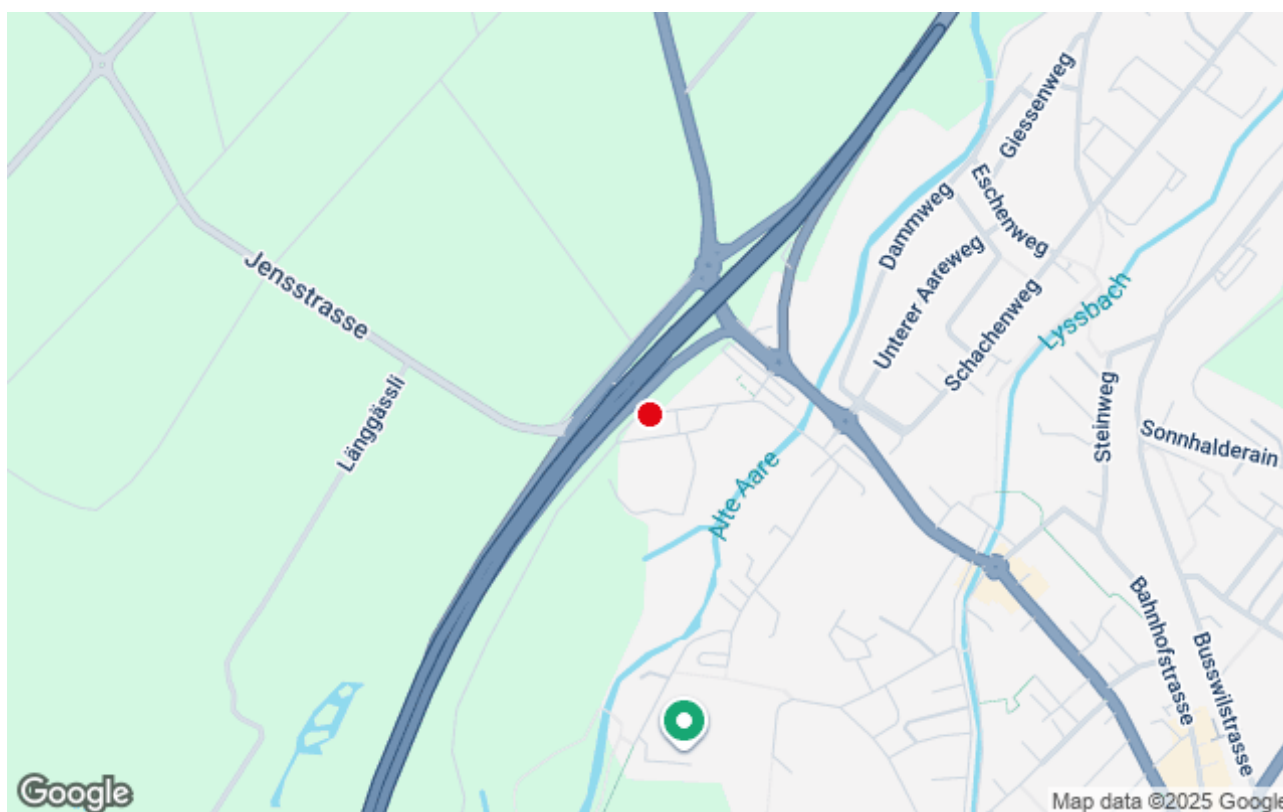 Giessenweg
Eschenweg
Dammweg
Unterer Aareweg
Jensstrasse
Schachenweg
Lyssbach
Länggässli
Steinweg
Sonnhalderain
Alte Aare
Bahnhofstrasse
Busswilstrasse
Google
Map data ©2025 Google